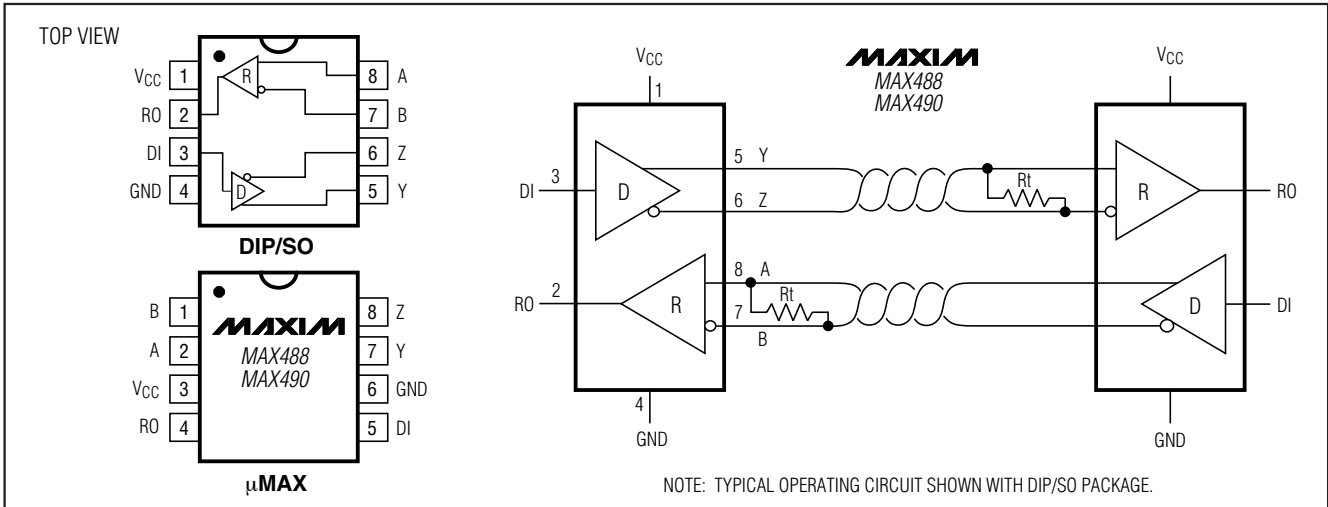 TOP VIEW
VCC 1
RO 2
DI 3
GND 4
8 A
7 B
6 Z
5 Y
R
D
DIP/SO
B 1
A 2
VCC 3
RO 4
8 Z
7 Y
6 GND
5 DI
MAXIM
MAX488
MAX490
µMAX
MAXIM
MAX488
MAX490
VCC
1
DI 3
D
5 Y
6 Z
Rt
R
RO
VCC
RO 2
R
8 A
Rt
7
B
D
DI
4
GND
GND
NOTE: TYPICAL OPERATING CIRCUIT SHOWN WITH DIP/SO PACKAGE.